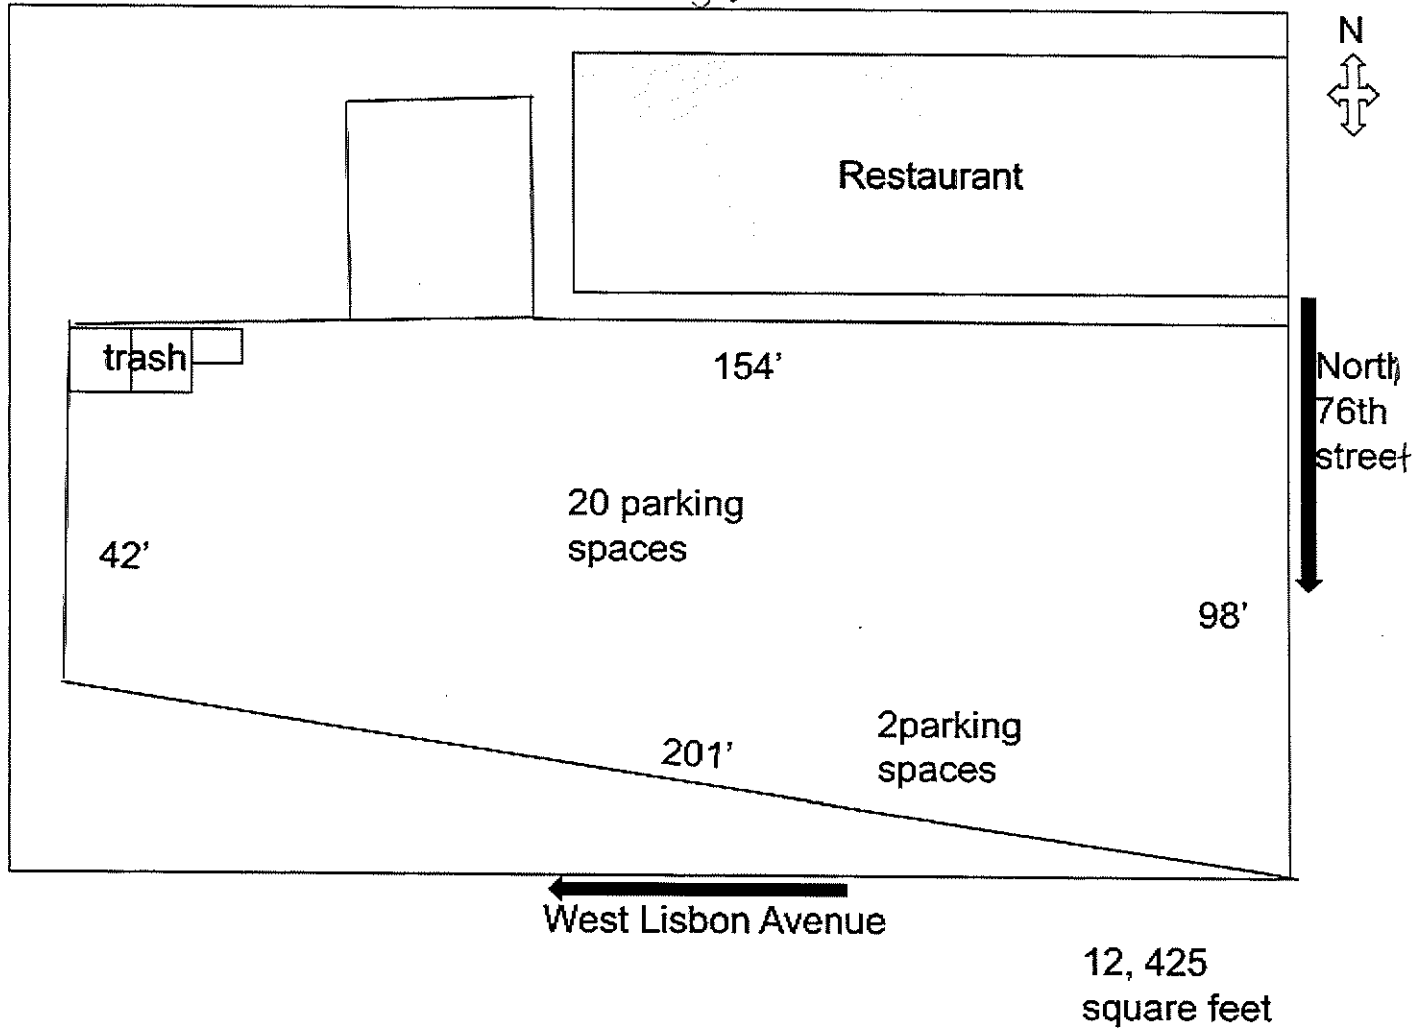 N
Restaurant
trash
154'
North
76th
street
20 parking
spaces
42'
98'
2parking
spaces
201'
West Lisbon Avenue
12, 425
square feet